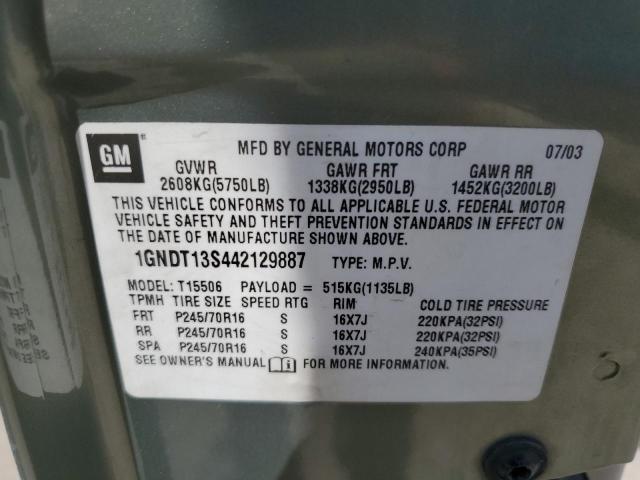 GM
®
MFD BY GENERAL MOTORS CORP 07/03
GVWR GAWR FRT GAWR RR
2608KG(5750LB) 1338KG(2950LB) 1452KG(3200LB)
THIS VEHICLE CONFORMS TO ALL APPLICABLE U.S. FEDERAL MOTOR
VEHICLE SAFETY AND THEFT PREVENTION STANDARDS IN EFFECT ON
THE DATE OF MANUFACTURE SHOWN ABOVE.
1GNDT13S442129887 TYPE: M.P.V.
MODEL: T15506 PAYLOAD = 515KG(1135LB)
TPMH TIRE SIZE SPEED RTG RIM COLD TIRE PRESSURE
FRT P245/70R16 S 16X7J 220KPA(32PSI)
RR P245/70R16 S 16X7J 220KPA(32PSI)
SPA P245/70R16 S 16X7J 240KPA(35PSI)
SEE OWNER'S MANUAL FOR MORE INFORMATION.